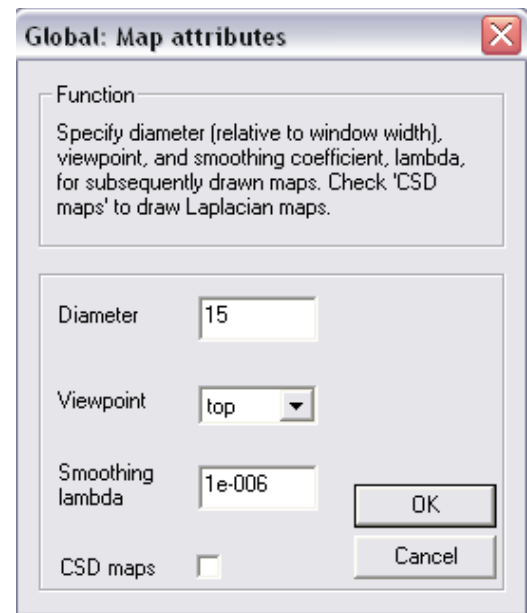 Global: Map attributes
Function
Specify diameter (relative to window width),
viewpoint, and smoothing coefficient, lambda,
for subsequently drawn maps. Check 'CSD
maps' to draw Laplacian maps.
Diameter
15
Viewpoint
top
Smoothing
lambda
1e-006
OK
CSD maps
Cancel